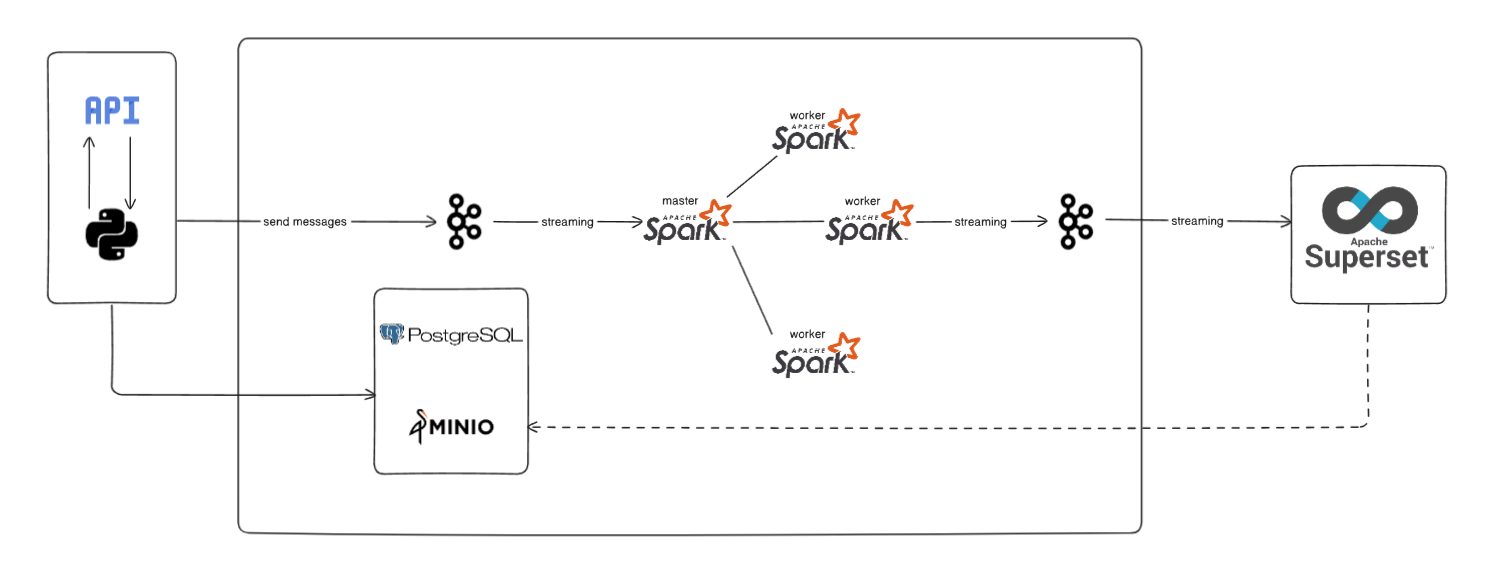 API
send messages
streaming
master
APACHE
Spark
worker
APACHE
Spark
worker
APACHE
Spark
worker
APACHE
Spark
streaming
streaming
Apache
Superset™
PostgreSQL
MINIO